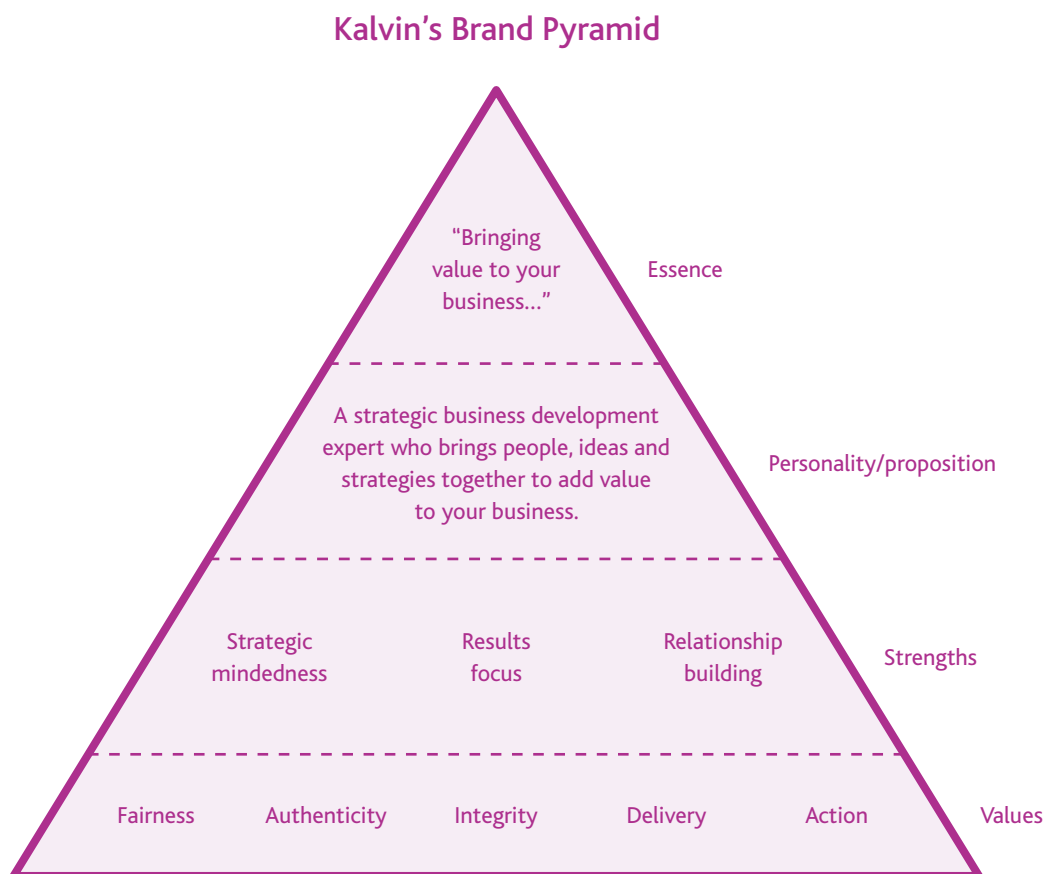 Kalvin’s Brand Pyramid
“Bringing
value to your
business...”
Essence
A strategic business development
expert who brings people, ideas and
strategies together to add value
to your business.
Personality/proposition
Strategic
mindedness
Results
focus
Relationship
building
Strengths
Fairness
Authenticity
Integrity
Delivery
Action
Values